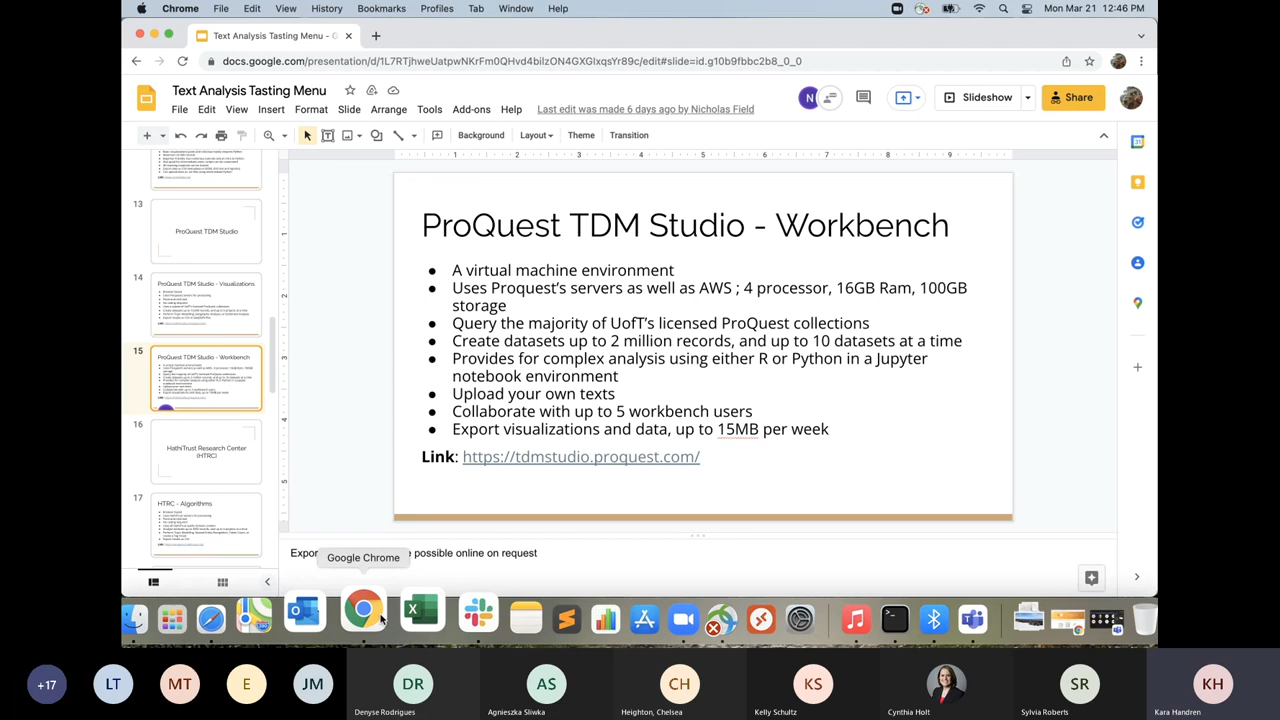 Chrome File Edit View History Bookmarks Profiles Tab Window Help Mon Mar 21 12:46 PM
Text Analysis Tasting Menu - G
docs.google.com/presentation/d/1L7RTjhweUatpwNKrFm0QHvd4bilzON4GXGlxqsYr89c/edit#slide=id.g10b9fbbc2b8_0_0
Text Analysis Tasting Menu
N
Slideshow
Share
File Edit View Insert Format Slide Arrange Tools Add-ons Help Last edit was made 6 days ago by Nicholas Field
Background Layout Theme Transition
13
ProQuest TDM Studio
14
ProQuest TDM Studio - Visualizations
15
ProQuest TDM Studio - Workbench
16
HathiTrust Research Center
(HTRC)
17
HTRC - Algorithms
ProQuest TDM Studio - Workbench
● A virtual machine environment
● Uses Proquest's servers as well as AWS ; 4 processor, 16GB Ram, 100GB
storage
● Query the majority of UofT's licensed ProQuest collections
● Create datasets up to 2 million records, and up to 10 datasets at a time
● Provides for complex analysis using either R or Python in a Jupyter
notebook environment
● Upload your own texts
● Collaborate with up to 5 workbench users
● Export visualizations and data, up to 15MB per week
Link: https://tdmstudio.proquest.com/
Expor possible online on request
Google Chrome
+17 LT MT E JM DR AS CH KS SR KH
Denyse Rodrigues Agnieszka Sliwka Heighton, Chelsea Kelly Schultz Cynthia Holt Sylvia Roberts Kara Handren